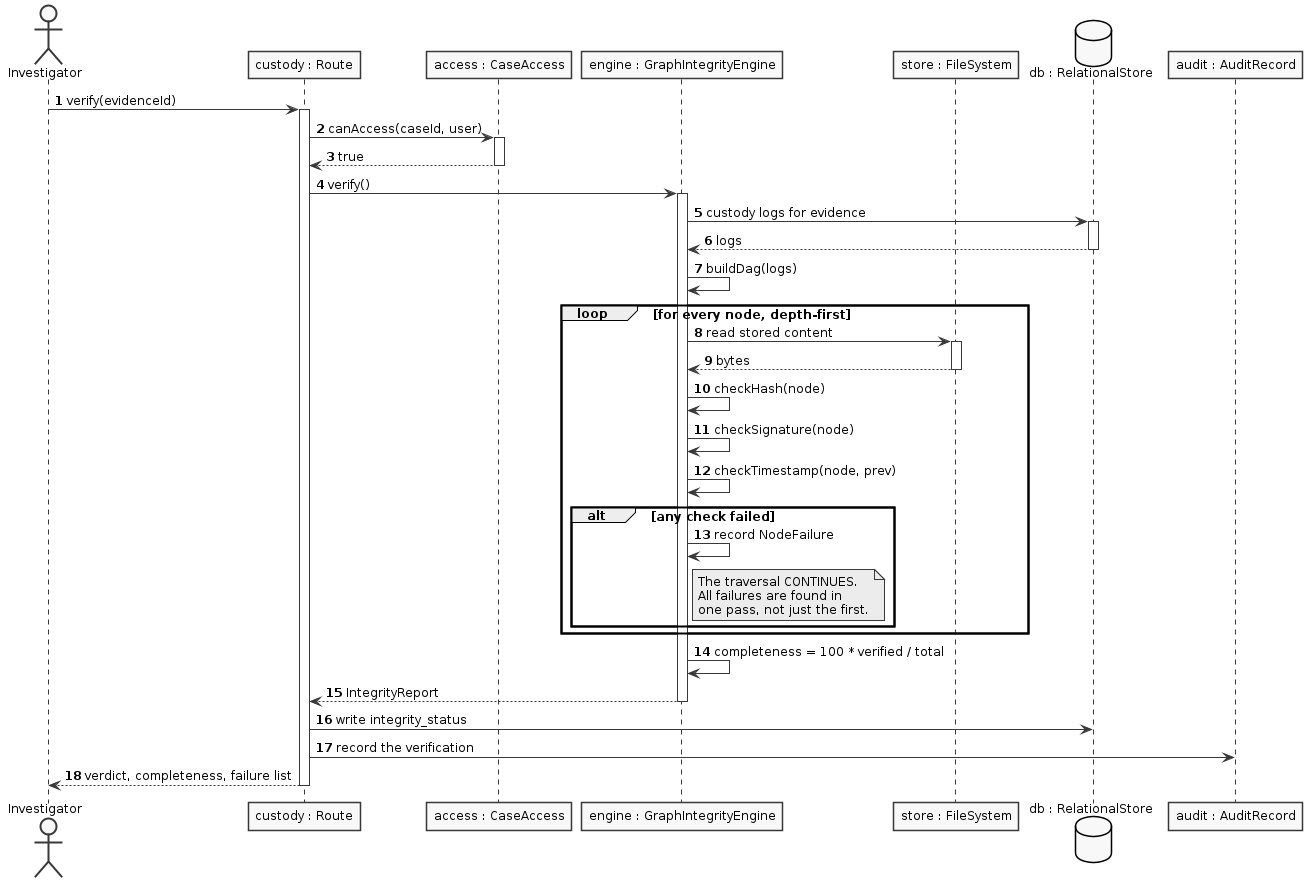 Investigator
custody : Route
access : CaseAccess
engine : GraphIntegrityEngine
store : FileSystem
db : RelationalStore
audit : AuditRecord
1 verify(evidenceId)
2 canAccess(caseId, user)
3 true
4 verify()
5 custody logs for evidence
6 logs
7 buildDag(logs)
loop [for every node, depth-first]
8 read stored content
9 bytes
10 checkHash(node)
11 checkSignature(node)
12 checkTimestamp(node, prev)
alt [any check failed]
13 record NodeFailure
The traversal CONTINUES.
All failures are found in
one pass, not just the first.
14 completeness = 100 * verified / total
15 IntegrityReport
16 write integrity_status
17 record the verification
18 verdict, completeness, failure list
Investigator
custody : Route
access : CaseAccess
engine : GraphIntegrityEngine
store : FileSystem
db : RelationalStore
audit : AuditRecord